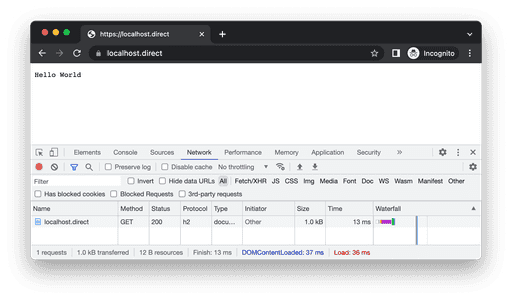 https://localhost.direct
localhost.direct
Incognito
Hello World
Elements Console Sources Network Performance Memory Application Security
Preserve log Disable cache No throttling
Filter Invert Hide data URLs All Fetch/XHR JS CSS Img Media Font Doc WS Wasm Manifest Other
Has blocked cookies Blocked Requests 3rd-party requests
Name Method Status Protocol Type Initiator Size Time Waterfall
localhost.direct GET 200 h2 docu... Other 1.0 kB 13 ms
1 requests 1.0 kB transferred 12 B resources Finish: 13 ms DOMContentLoaded: 37 ms Load: 36 ms